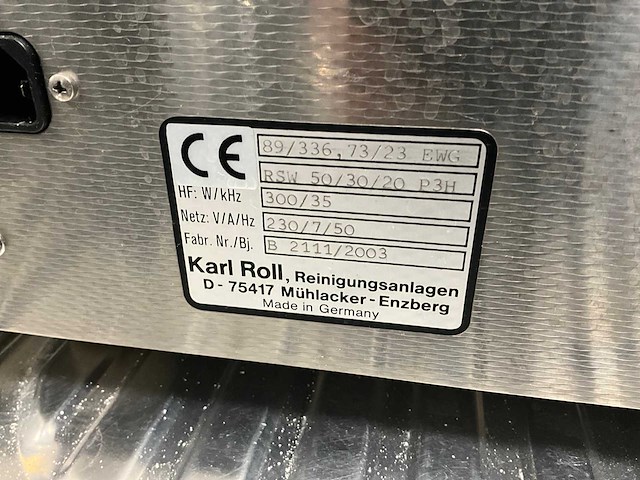 CE 89/336,73/23 EWG
RSW 50/30/20 P3H
HF: W/kHz 300/35
Netz: V/A/Hz 230/7/50
Fabr. Nr./Bj. B 2111/2003
Karl Roll, Reinigungsanlagen
D - 75417 Mühlacker - Enzberg
Made in Germany